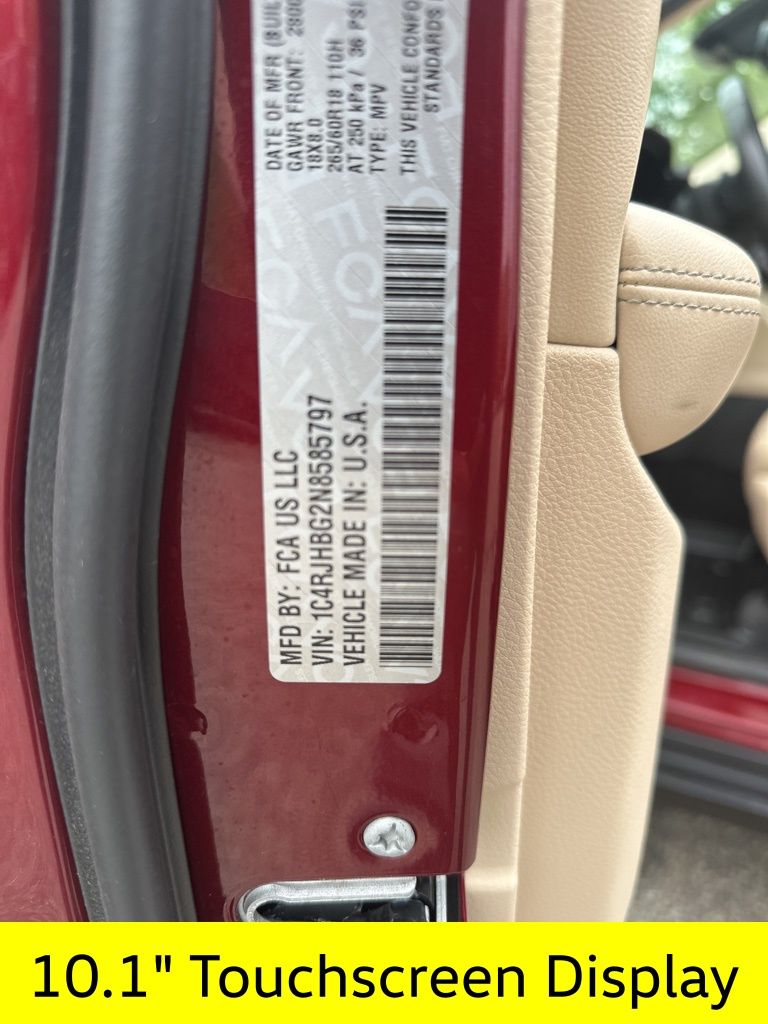 MFD BY: FCA US LLC
VIN: 1C4RJHBG2N8585797
VEHICLE MADE IN: U.S.A.
DATE OF MFR
GAWR FRONT:
18X8.0
265/60R18 110H
AT 250 kPa / 36 PSI
TYPE: MPV
THIS VEHICLE
STANDARDS
FCA
10.1" Touchscreen Display